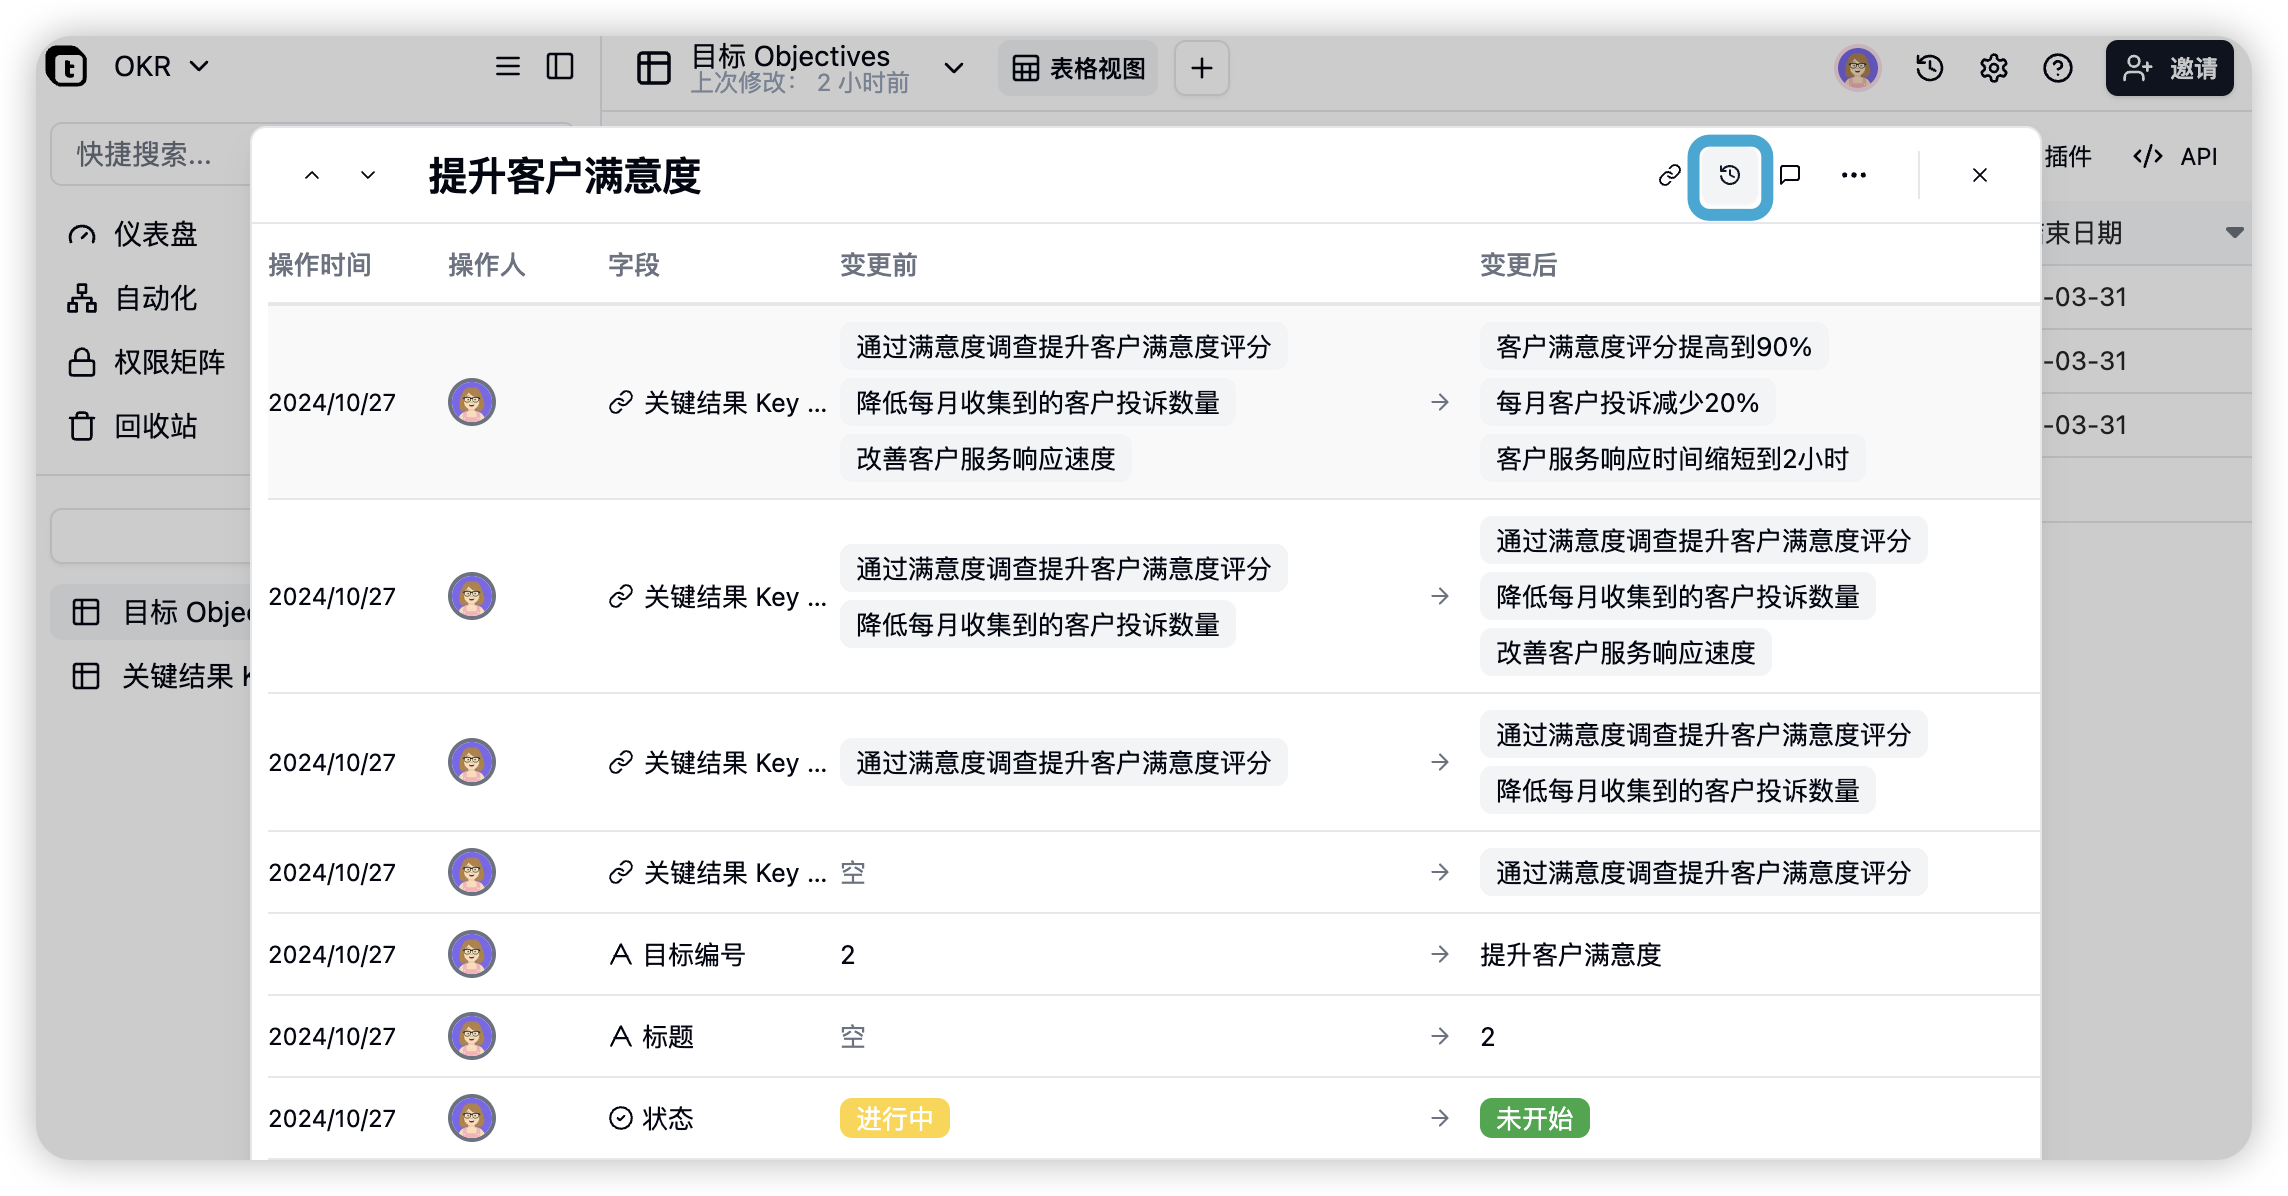 OKR
目标 Objectives
上次修改： 2 小时前
表格视图
邀请
快捷搜索...
仪表盘
自动化
权限矩阵
回收站
目标 Objec
关键结果 K
插件
API
束日期
-03-31
-03-31
-03-31
提升客户满意度
操作时间 操作人 字段 变更前 变更后
2024/10/27 关键结果 Key ...
通过满意度调查提升客户满意度评分
降低每月收集到的客户投诉数量
改善客户服务响应速度
→
客户满意度评分提高到90%
每月客户投诉减少20%
客户服务响应时间缩短到2小时
2024/10/27 关键结果 Key ...
通过满意度调查提升客户满意度评分
降低每月收集到的客户投诉数量
→
通过满意度调查提升客户满意度评分
降低每月收集到的客户投诉数量
改善客户服务响应速度
2024/10/27 关键结果 Key ...
通过满意度调查提升客户满意度评分
→
通过满意度调查提升客户满意度评分
降低每月收集到的客户投诉数量
2024/10/27 关键结果 Key ... 空 → 通过满意度调查提升客户满意度评分
2024/10/27 目标编号 2 → 提升客户满意度
2024/10/27 标题 空 → 2
2024/10/27 状态 进行中 → 未开始